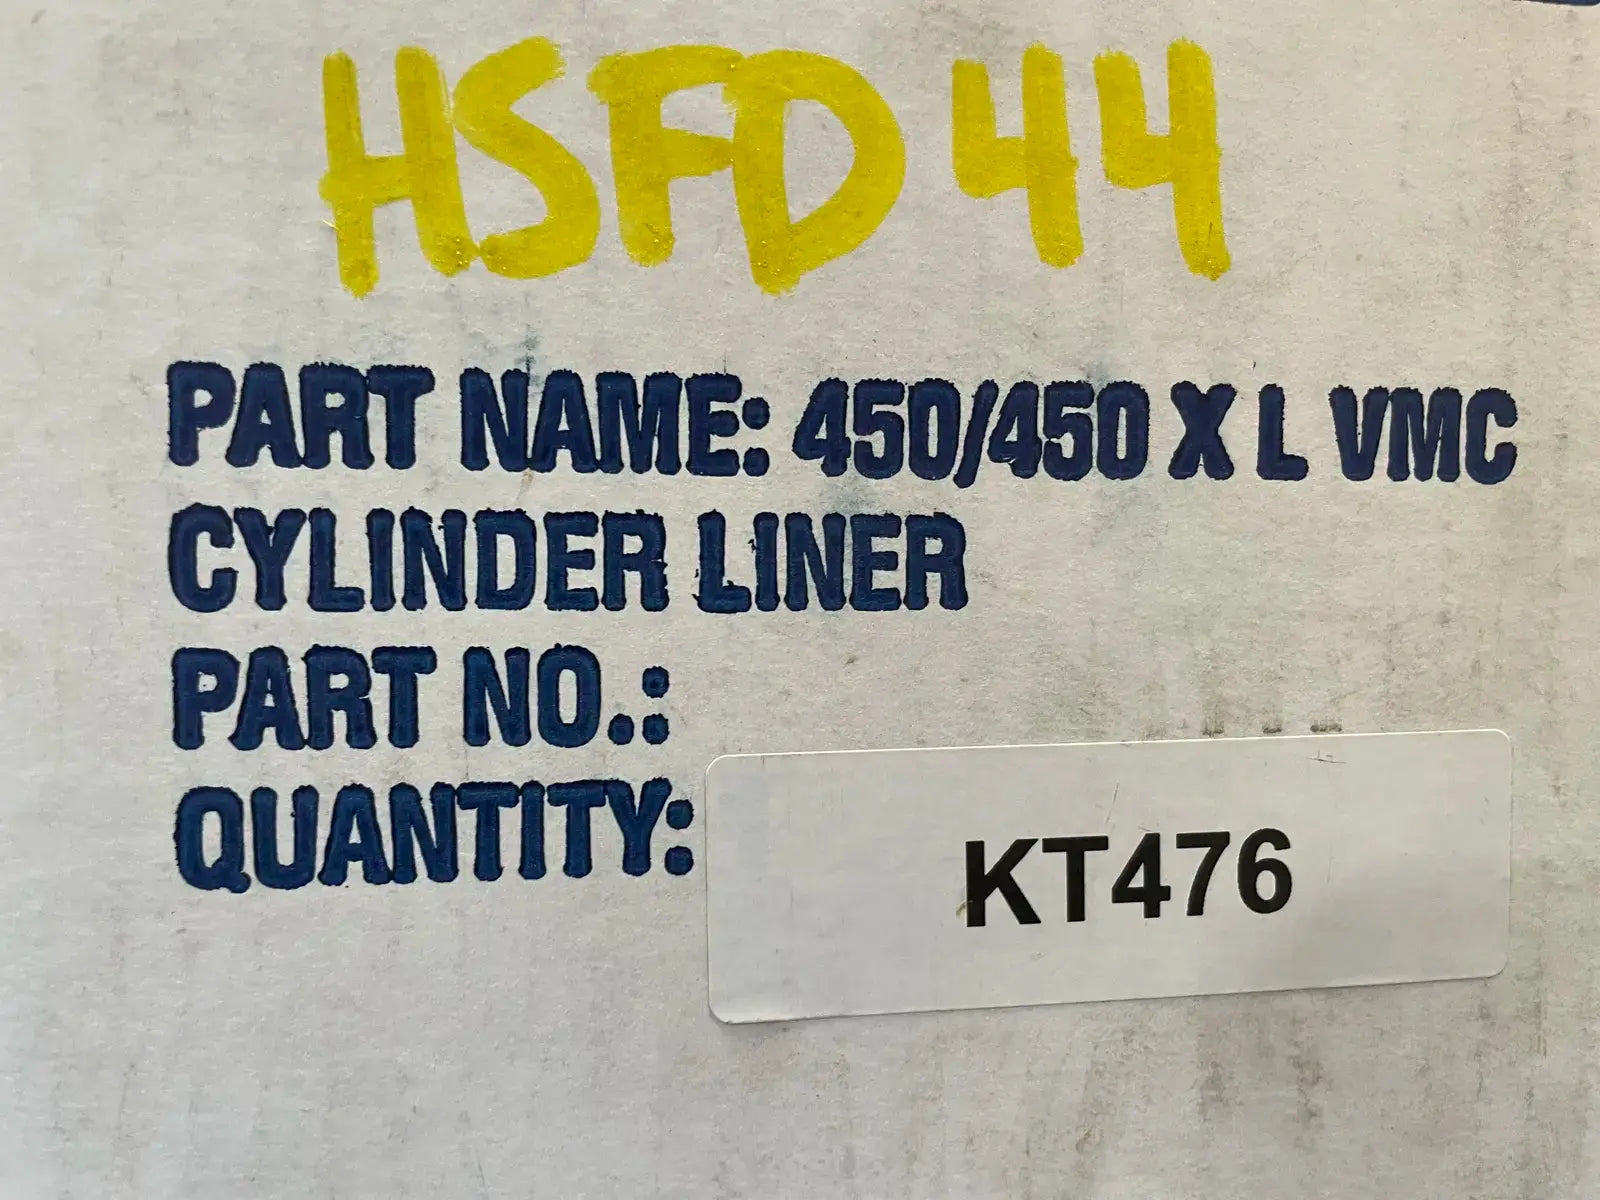 HSFD 44
PART NAME: 450/450 X L VMC
CYLINDER LINER
PART NO.:
QUANTITY:
KT476